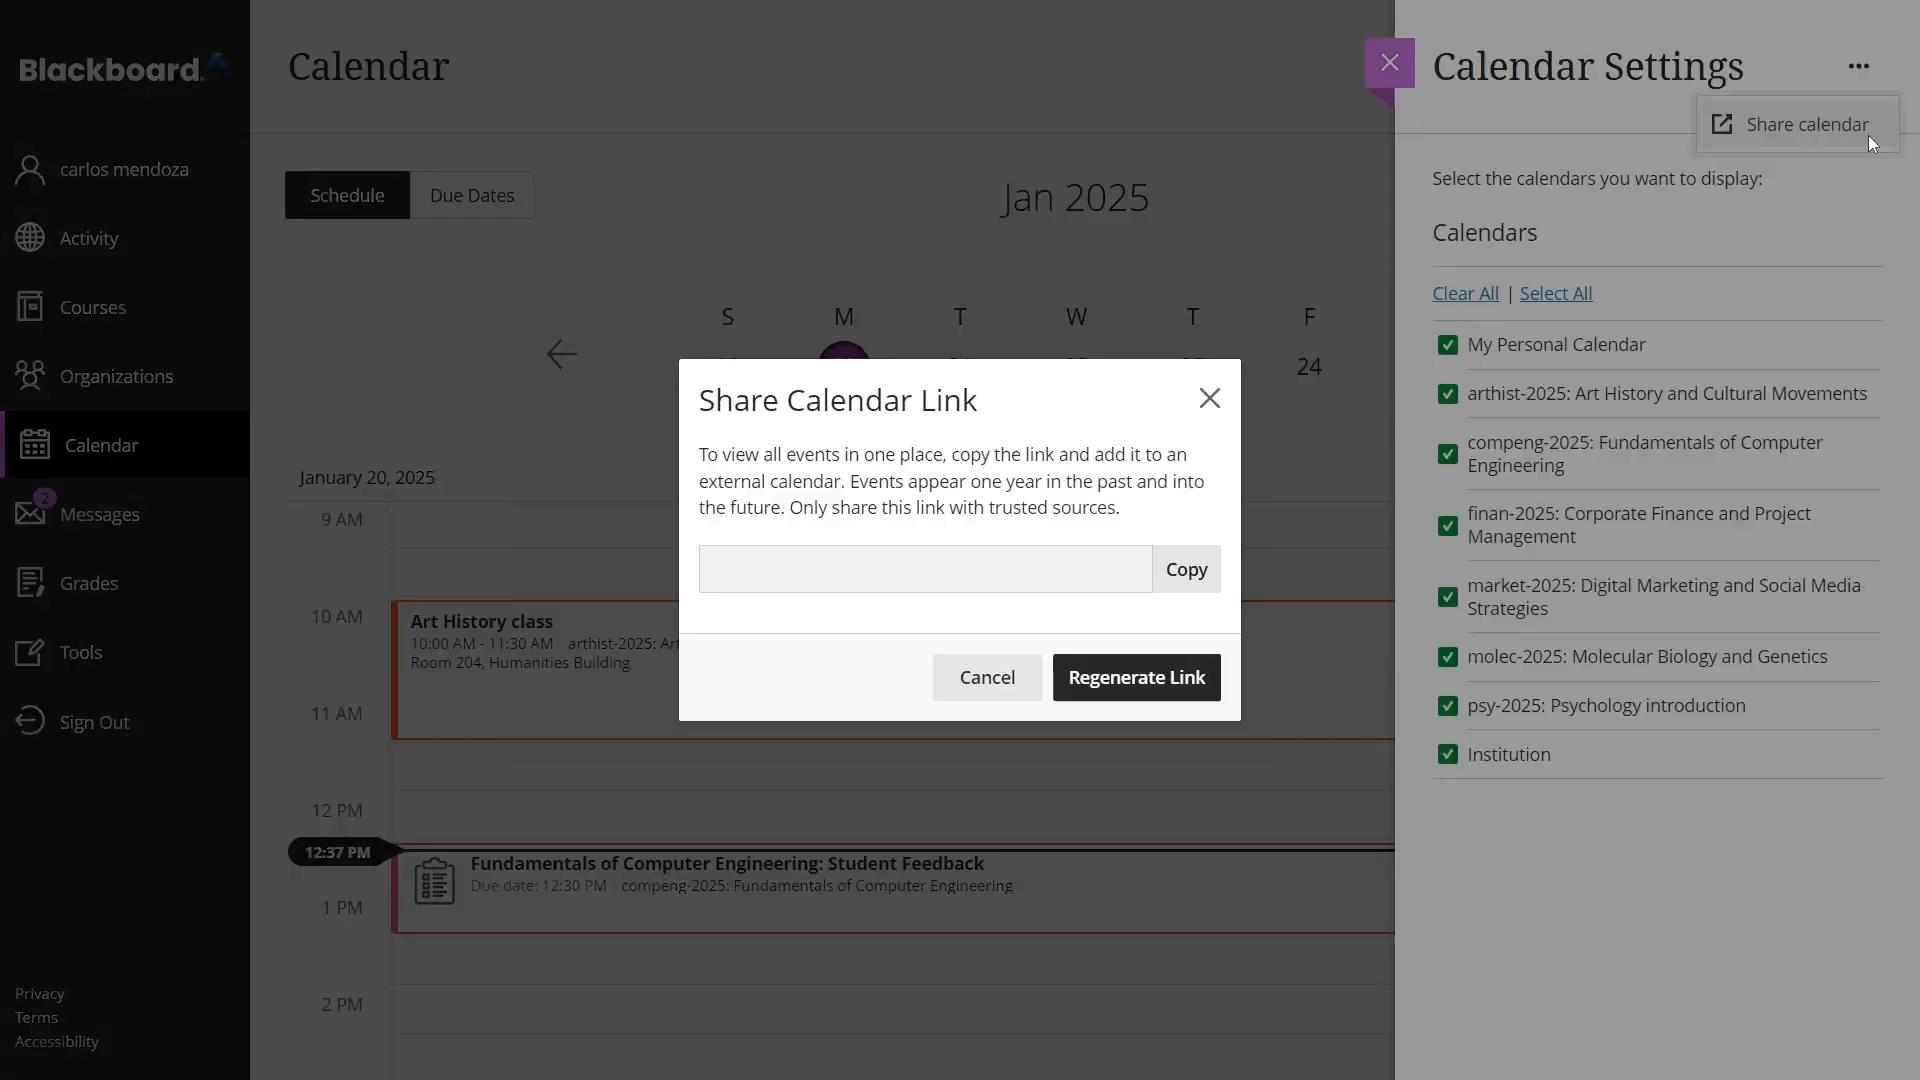 Blackboard
carlos mendoza
Activity
Courses
Organizations
Calendar
2
Messages
Grades
Tools
Sign Out
Privacy
Terms
Accessibility
Calendar
Schedule
Due Dates
Jan 2025
S M T W T F
24
January 20, 2025
9 AM
10 AM
Art History class
10:00 AM - 11:30 AM arthist-2025: Art
Room 204, Humanities Building
11 AM
12 PM
12:37 PM
Fundamentals of Computer Engineering: Student Feedback
Due date: 12:30 PM compeng-2025: Fundamentals of Computer Engineering
1 PM
2 PM
Share Calendar Link
To view all events in one place, copy the link and add it to an
external calendar. Events appear one year in the past and into
the future. Only share this link with trusted sources.
Copy
Cancel
Regenerate Link
Calendar Settings
Share calendar
Select the calendars you want to display:
Calendars
Clear All | Select All
My Personal Calendar
arthist-2025: Art History and Cultural Movements
compeng-2025: Fundamentals of Computer
Engineering
finan-2025: Corporate Finance and Project
Management
market-2025: Digital Marketing and Social Media
Strategies
molec-2025: Molecular Biology and Genetics
psy-2025: Psychology introduction
Institution